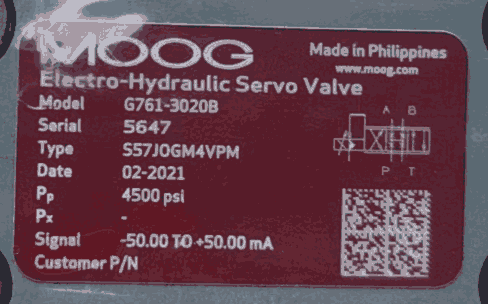 MOOG
Made in Philippines
www.moog.com
Electro-Hydraulic Servo Valve
Model G761-3020B
Serial 5647
Type S57JOGM4VPM
Date 02-2021
Pp 4500 psi
Px -
Signal -50.00 TO +50.00 mA
Customer P/N
A B
P T